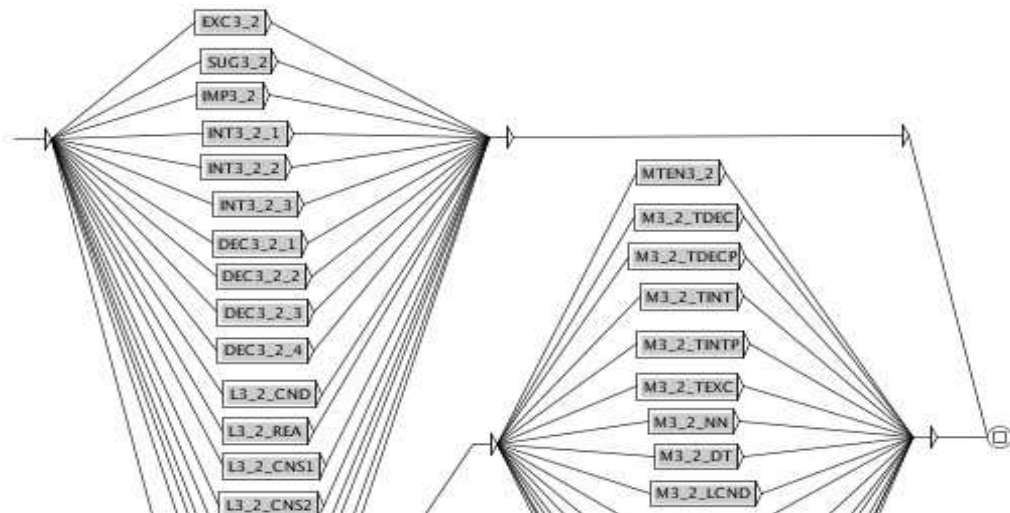 EXC3_2
SUG3_2
IMP3_2
INT3_2_1
INT3_2_2
INT3_2_3
DEC3_2_1
DEC3_2_2
DEC3_2_3
DEC3_2_4
L3_2_CND
L3_2_REA
L3_2_CNS1
L3_2_CNS2
MTEN3_2
M3_2_TDEC
M3_2_TDECP
M3_2_TINT
M3_2_TINTP
M3_2_TEXC
M3_2_NN
M3_2_DT
M3_2_LCND